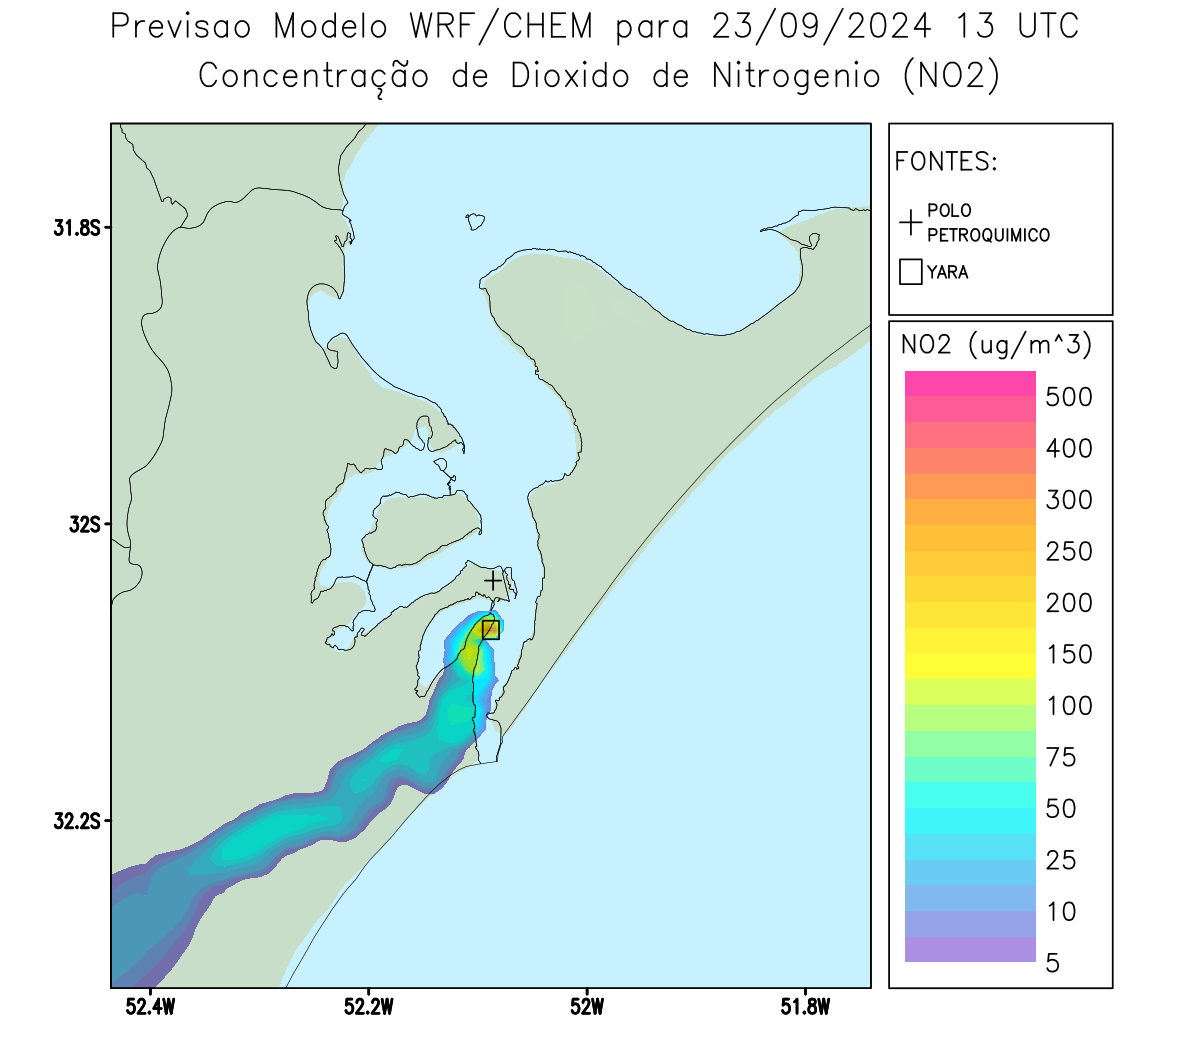 Previsao Modelo WRF/CHEM para 23/09/2024 13 UTC
Concentração de Dioxido de Nitrogenio (NO2)
FONTES:
POLO
PETROQUIMICO
YARA
31.8S
32S
32.2S
52.4W
52.2W
52W
51.8W
NO2 (ug/m^3)
500
400
300
250
200
150
100
75
50
25
10
5